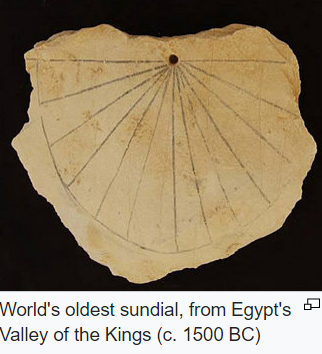 World's oldest sundial, from Egypt's
Valley of the Kings (c. 1500 BC)